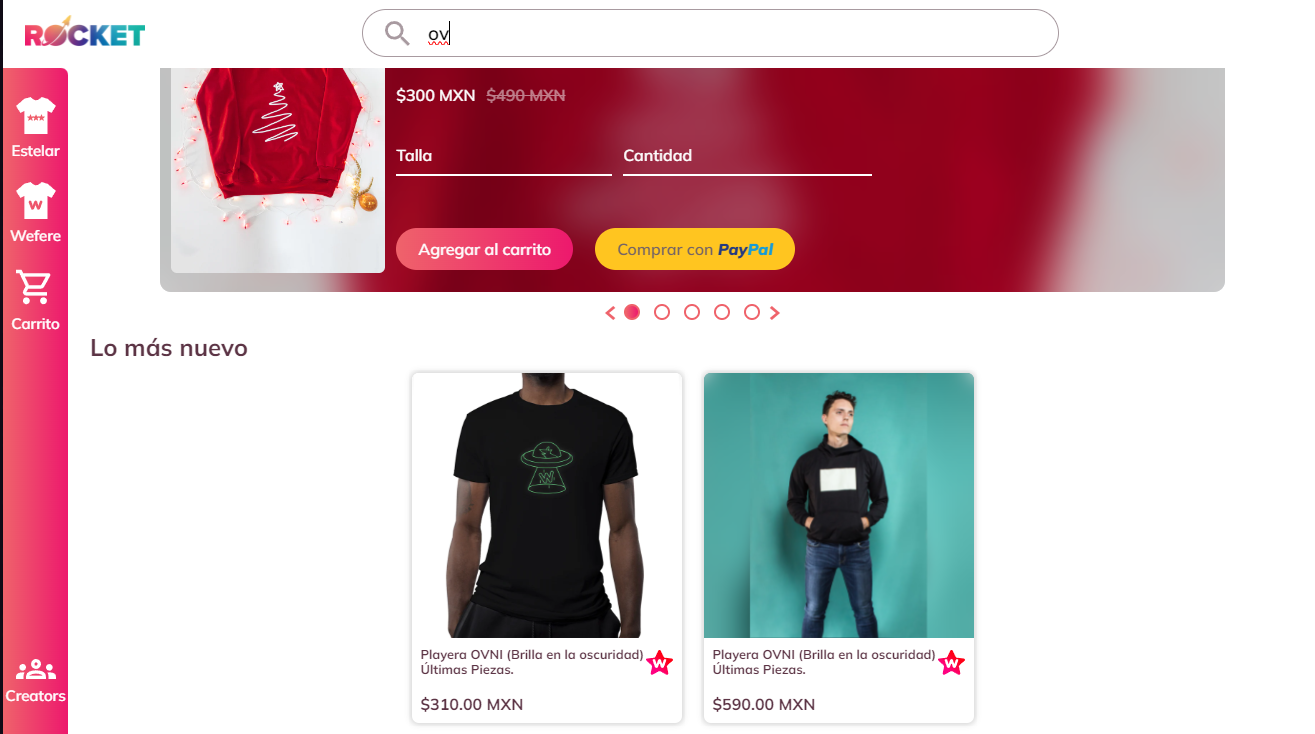 ROCKET
ov
Estelar
W
Wefere
Carrito
Creators
$300 MXN $490 MXN
Talla Cantidad
Agregar al carrito Comprar con PayPal
Lo más nuevo
W
Playera OVNI (Brilla en la oscuridad)
Últimas Piezas.
W
$310.00 MXN
Playera OVNI (Brilla en la oscuridad)
Últimas Piezas.
W
$590.00 MXN